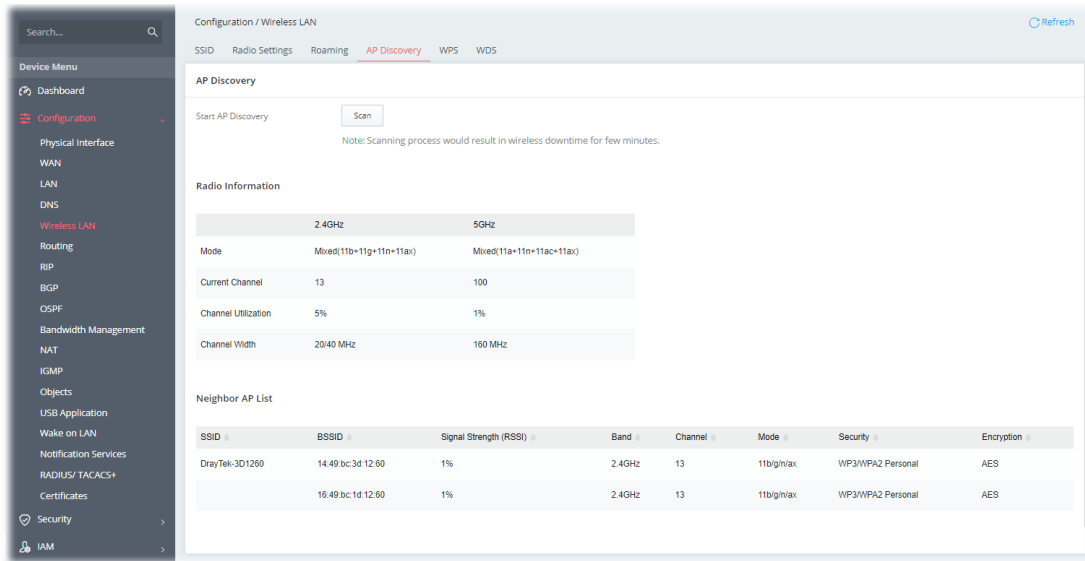 Search...
Device Menu
Dashboard
Configuration
Physical Interface
WAN
LAN
DNS
Wireless LAN
Routing
RIP
BGP
OSPF
Bandwidth Management
NAT
IGMP
Objects
USB Application
Wake on LAN
Notification Services
RADIUS/ TACACS+
Certificates
Security
IAM
Configuration / Wireless LAN
Refresh
SSID Radio Settings Roaming AP Discovery WPS WDS
AP Discovery
Start AP Discovery Scan
Note: Scanning process would result in wireless downtime for few minutes.
Radio Information
2.4GHz 5GHz
Mode Mixed(11b+11g+11n+11ax) Mixed(11a+11n+11ac+11ax)
Current Channel 13 100
Channel Utilization 5% 1%
Channel Width 20/40 MHz 160 MHz
Neighbor AP List
SSID BSSID Signal Strength (RSSI) Band Channel Mode Security Encryption
DrayTek-3D1260 14:49:bc:3d:12:60 1% 2.4GHz 13 11b/g/n/ax WP3/WPA2 Personal AES
16:49:bc:1d:12:60 1% 2.4GHz 13 11b/g/n/ax WP3/WPA2 Personal AES